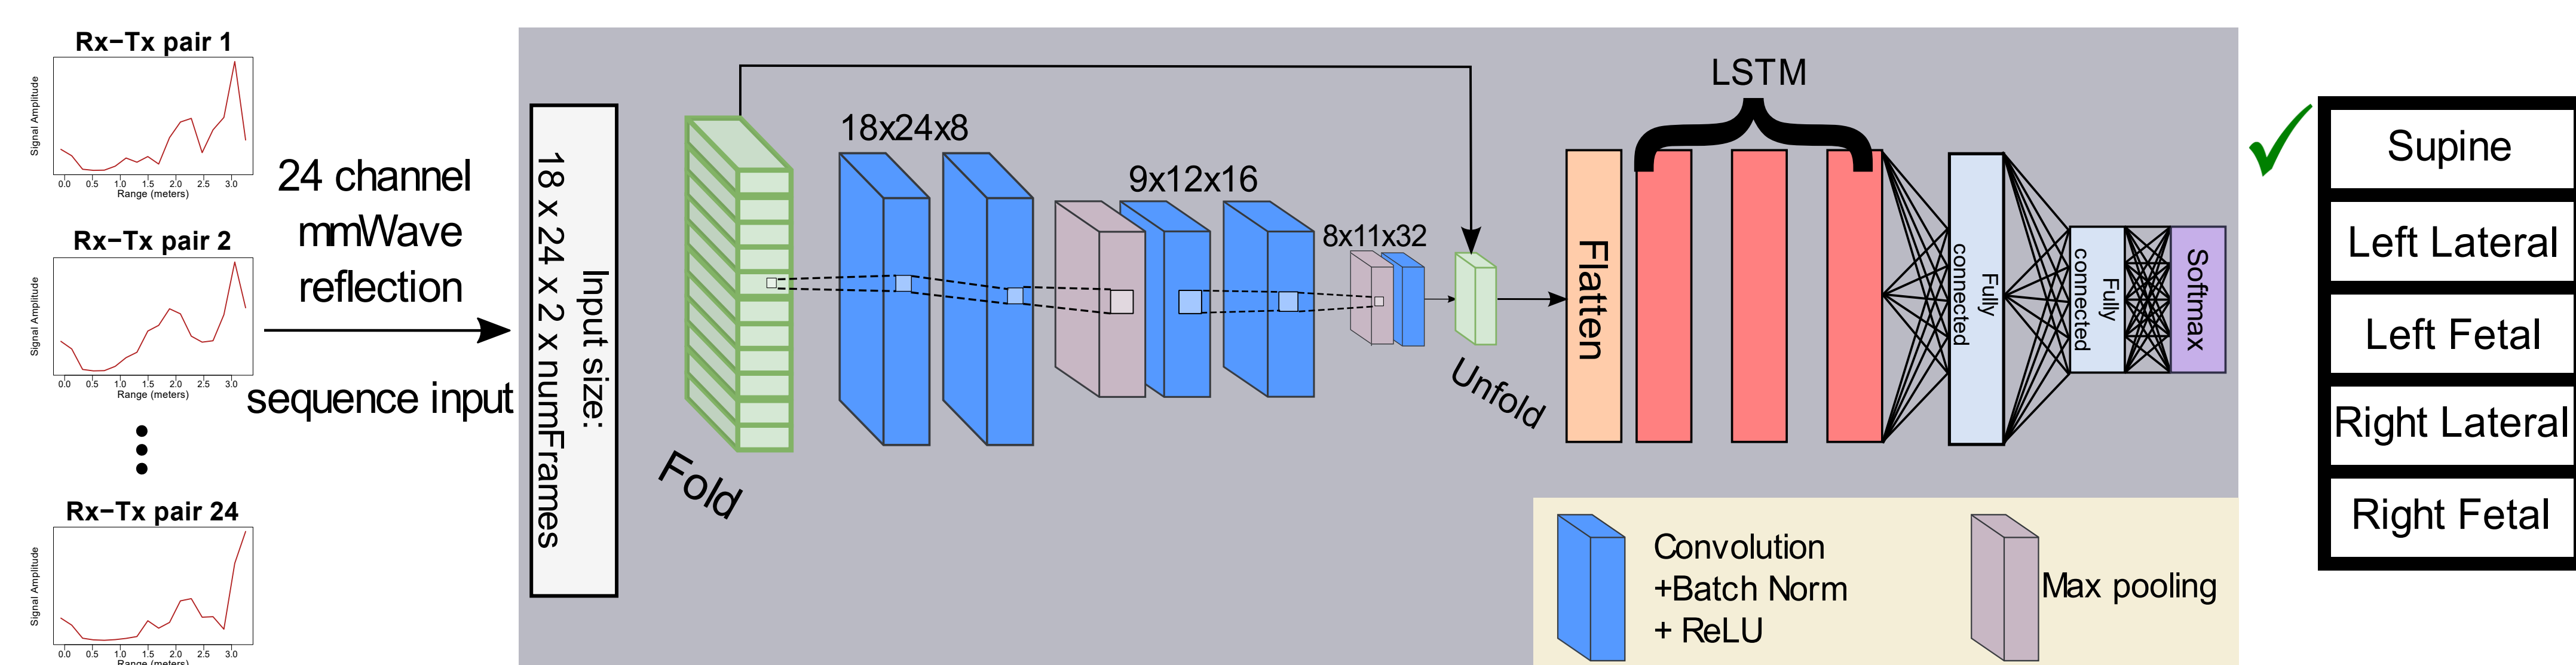 Rx−Tx pair 1
Signal Amplitude
0.0 0.5 1.0 1.5 2.0 2.5 3.0
Range (meters)
Rx−Tx pair 2
Signal Amplitude
0.0 0.5 1.0 1.5 2.0 2.5 3.0
Range (meters)
Rx−Tx pair 24
Signal Amplitude
0.0 0.5 1.0 1.5 2.0 2.5 3.0
Range (meters)
24 channel
mmWave
reflection
sequence input
Input size:
18 x 24 x 2 x numFrames
Fold
18x24x8
9x12x16
8x11x32
Unfold
Flatten
LSTM
Fully
connected
Fully
connected
Softmax
Convolution
+Batch Norm
+ ReLU
Max pooling
Supine
Left Lateral
Left Fetal
Right Lateral
Right Fetal